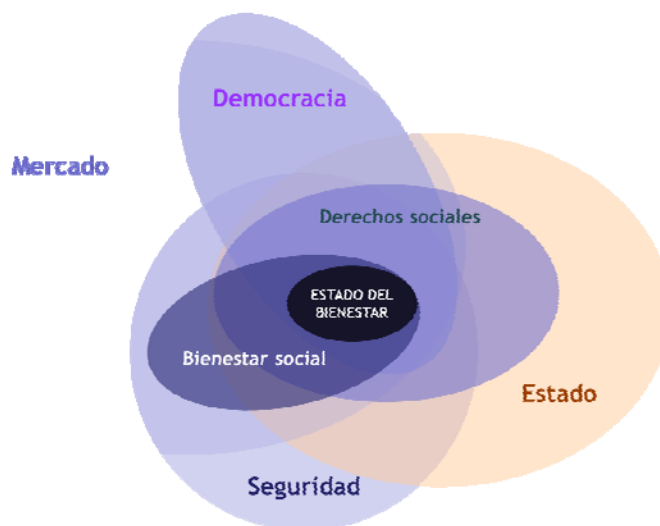 Democracia
Mercado
Derechos sociales
ESTADO DEL
BIENESTAR
Bienestar social
Estado
Seguridad